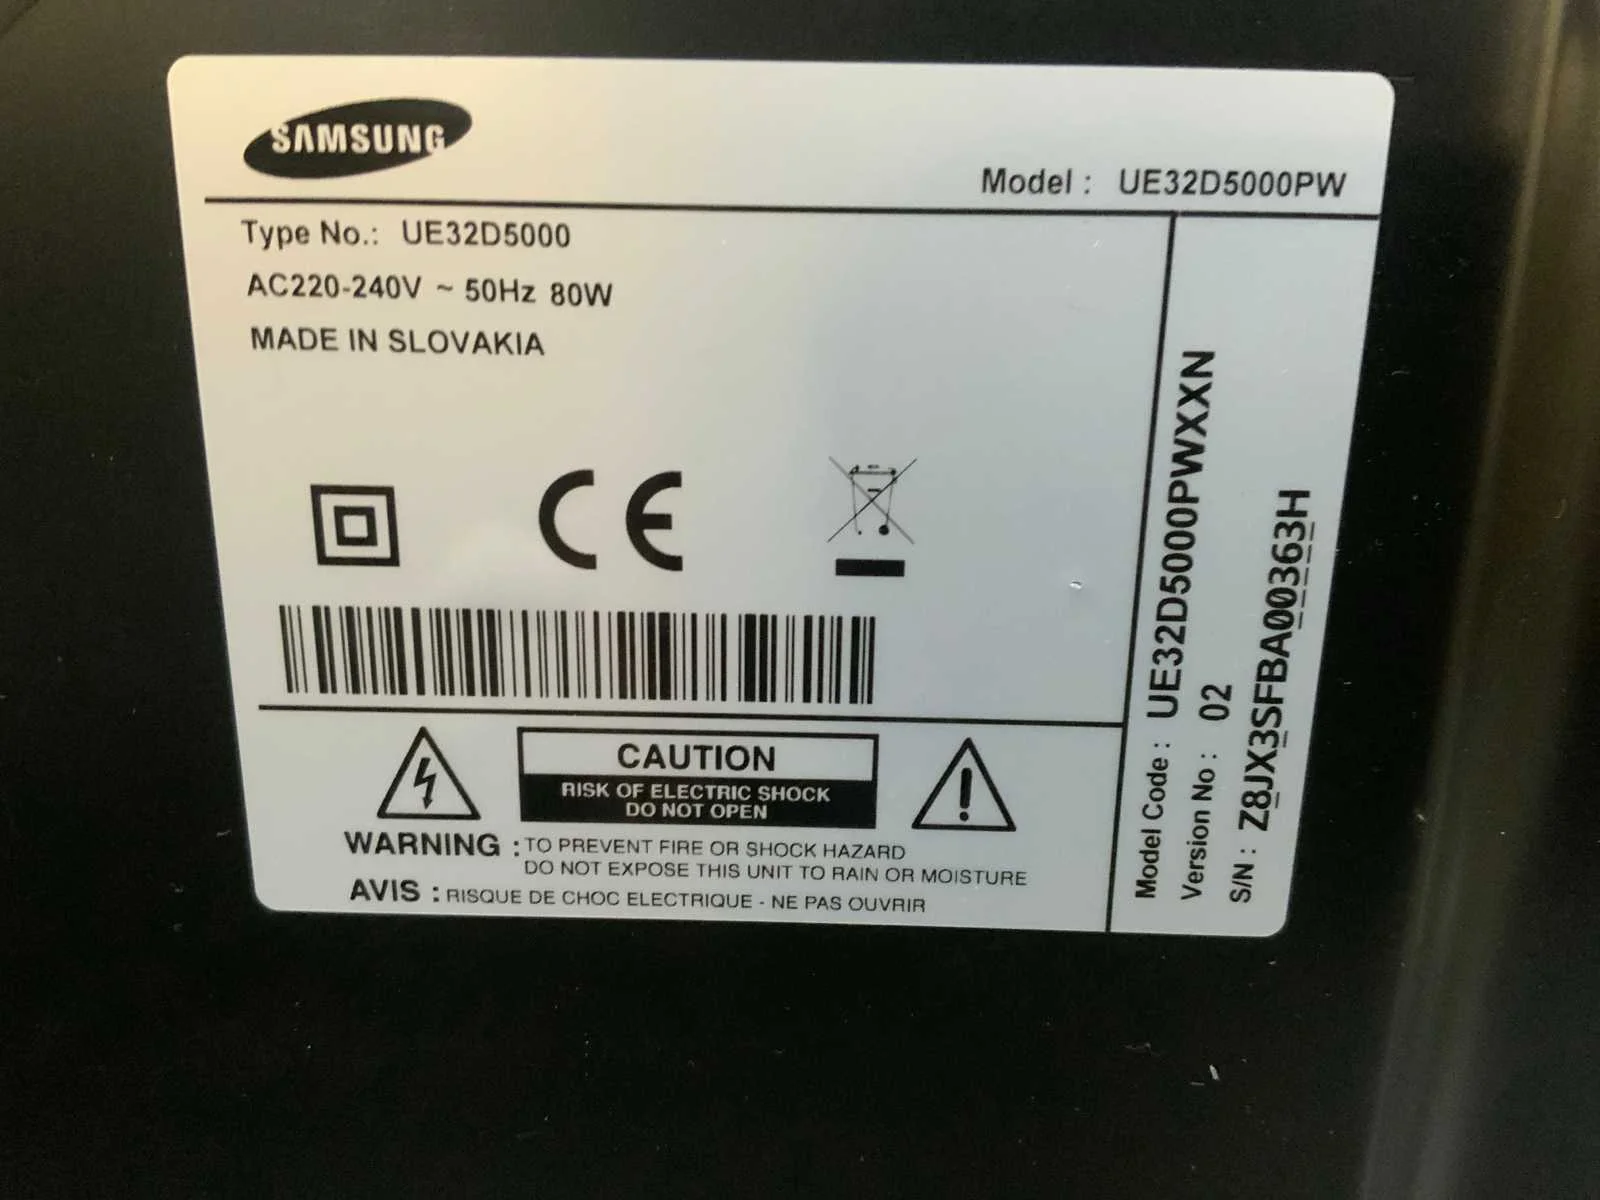 SAMSUNG
Model : UE32D5000PW
Type No.: UE32D5000
AC220-240V ~ 50Hz 80W
MADE IN SLOVAKIA
CE
CAUTION
RISK OF ELECTRIC SHOCK
DO NOT OPEN
WARNING : TO PREVENT FIRE OR SHOCK HAZARD
DO NOT EXPOSE THIS UNIT TO RAIN OR MOISTURE
AVIS : RISQUE DE CHOC ELECTRIQUE - NE PAS OUVRIR
Model Code : UE32D5000PWXXN
Version No : 02
S/N : Z8JX3SFBA00363H